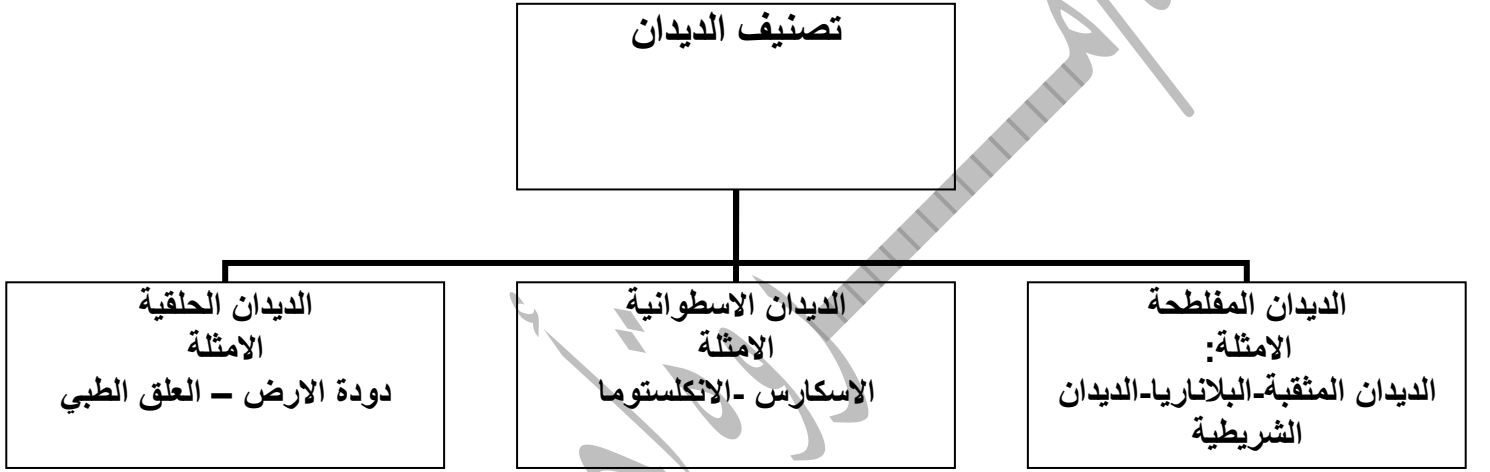 تصنيف الديدان
الديدان المفلطحة
الامثلة:
الديدان المثقبة-البلاناريا-الديدان
الشريطية
الديدان الاسطوانية
الامثلة
الاسكارس -الانكلستوما
الديدان الحلقية
الامثلة
دودة الارض – العلق الطبي